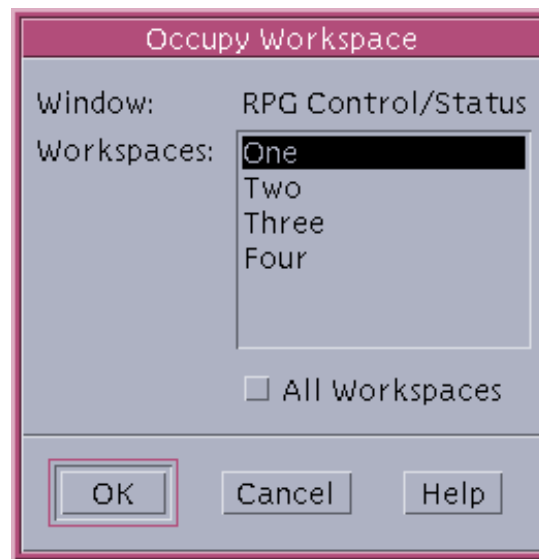 Occupy Workspace
Window: RPG Control/Status
Workspaces: One
Two
Three
Four
All Workspaces
OK Cancel Help